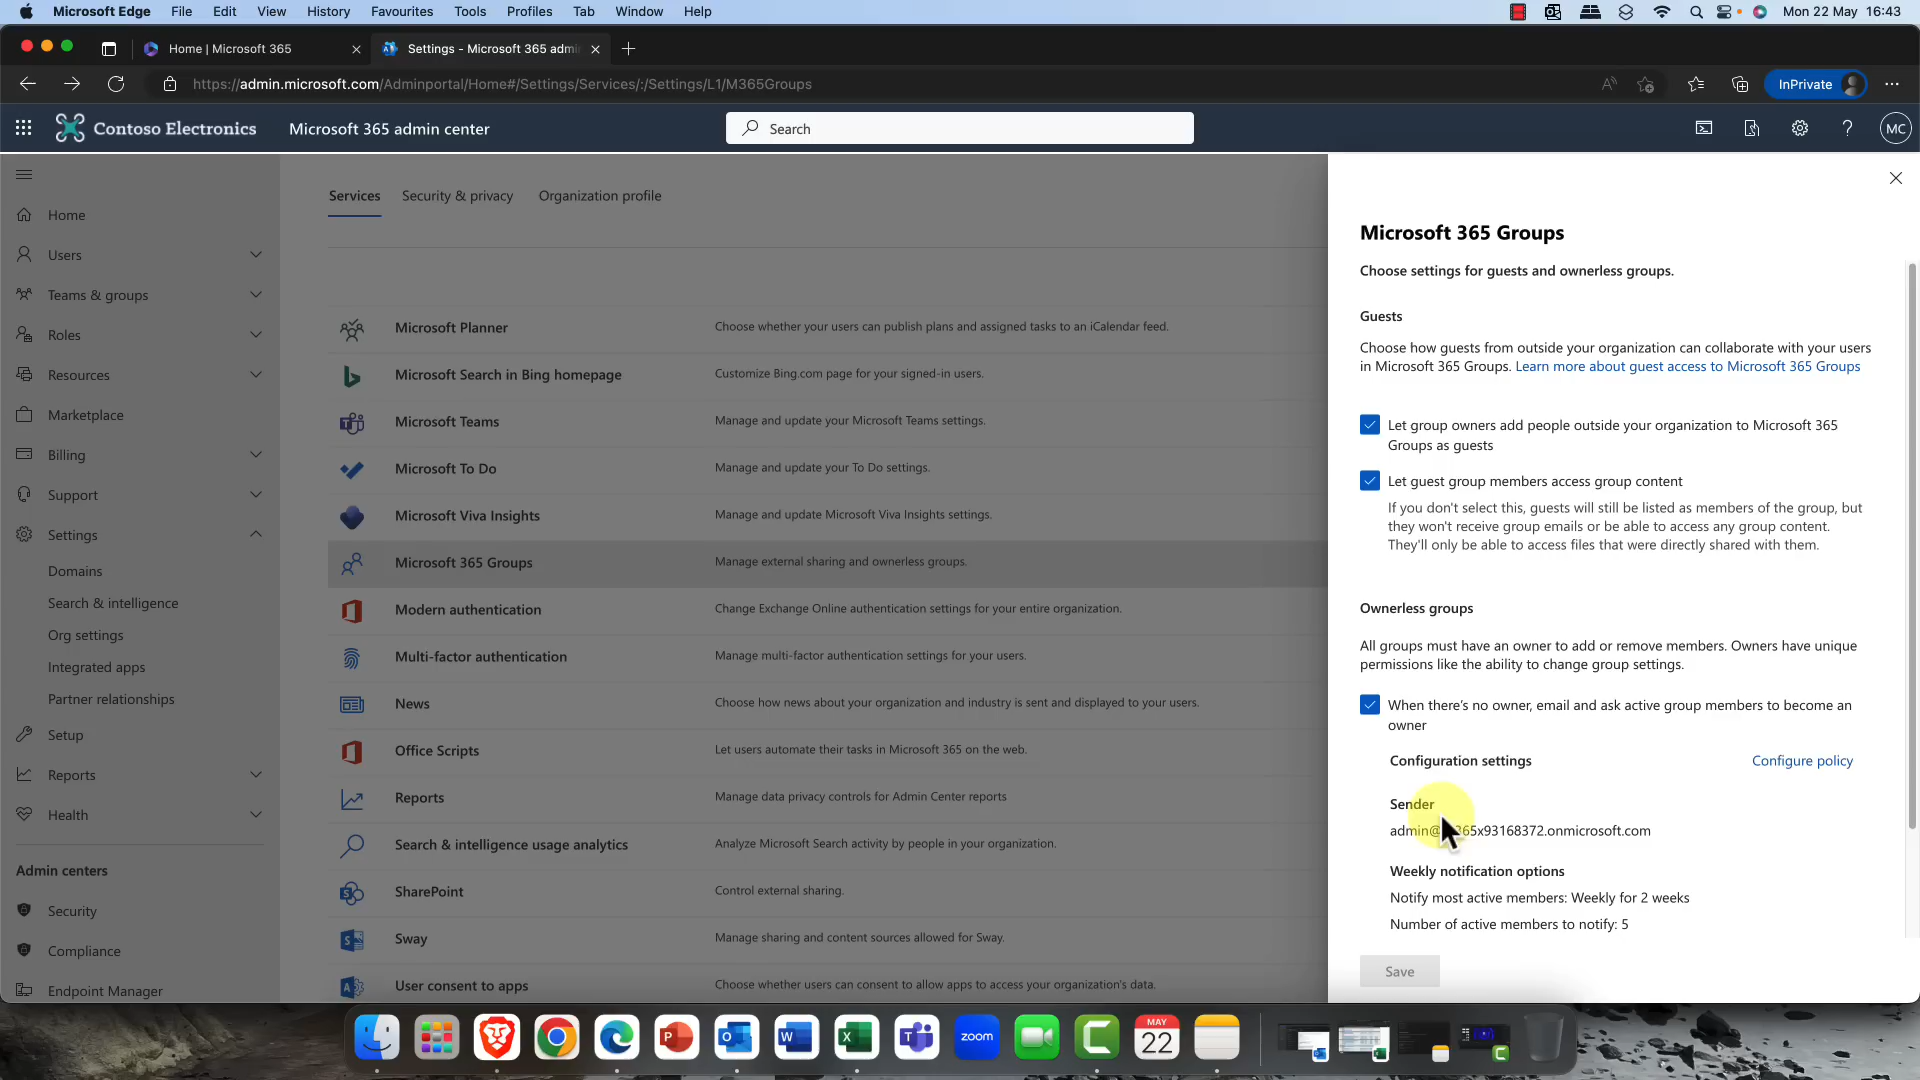 Microsoft Edge File Edit View History Favourites Tools Profiles Tab Window Help Mon 22 May 16:43
Home | Microsoft 365 Settings - Microsoft 365 admi
https://admin.microsoft.com/Adminportal/Home#/Settings/Services/:/Settings/L1/M365Groups InPrivate
Contoso Electronics Microsoft 365 admin center Search MC
Home
Users
Teams & groups
Roles
Resources
Marketplace
Billing
Support
Settings
Domains
Search & intelligence
Org settings
Integrated apps
Partner relationships
Setup
Reports
Health
Admin centers
Security
Compliance
Endpoint Manager
Services Security & privacy Organization profile
Microsoft Planner Choose whether your users can publish plans and assigned tasks to an iCalendar feed.
Microsoft Search in Bing homepage Customize Bing.com page for your signed-in users.
Microsoft Teams Manage and update your Microsoft Teams settings.
Microsoft To Do Manage and update your To Do settings.
Microsoft Viva Insights Manage and update Microsoft Viva Insights settings.
Microsoft 365 Groups Manage external sharing and ownerless groups.
Modern authentication Change Exchange Online authentication settings for your entire organization.
Multi-factor authentication Manage multi-factor authentication settings for your users.
News Choose how news about your organization and industry is sent and displayed to your users.
Office Scripts Let users automate their tasks in Microsoft 365 on the web.
Reports Manage data privacy controls for Admin Center reports
Search & intelligence usage analytics Analyze Microsoft Search activity by people in your organization.
SharePoint Control external sharing.
Sway Manage sharing and content sources allowed for Sway.
User consent to apps Choose whether users can consent to allow apps to access your organization's data.
Microsoft 365 Groups
Choose settings for guests and ownerless groups.
Guests
Choose how guests from outside your organization can collaborate with your users
in Microsoft 365 Groups. Learn more about guest access to Microsoft 365 Groups
Let group owners add people outside your organization to Microsoft 365
Groups as guests
Let guest group members access group content
If you don't select this, guests will still be listed as members of the group, but
they won't receive group emails or be able to access any group content.
They'll only be able to access files that were directly shared with them.
Ownerless groups
All groups must have an owner to add or remove members. Owners have unique
permissions like the ability to change group settings.
When there's no owner, email and ask active group members to become an
owner
Configuration settings Configure policy
Sender
Weekly notification options
Notify most active members: Weekly for 2 weeks
Number of active members to notify: 5
Save
zoom
MAY
22